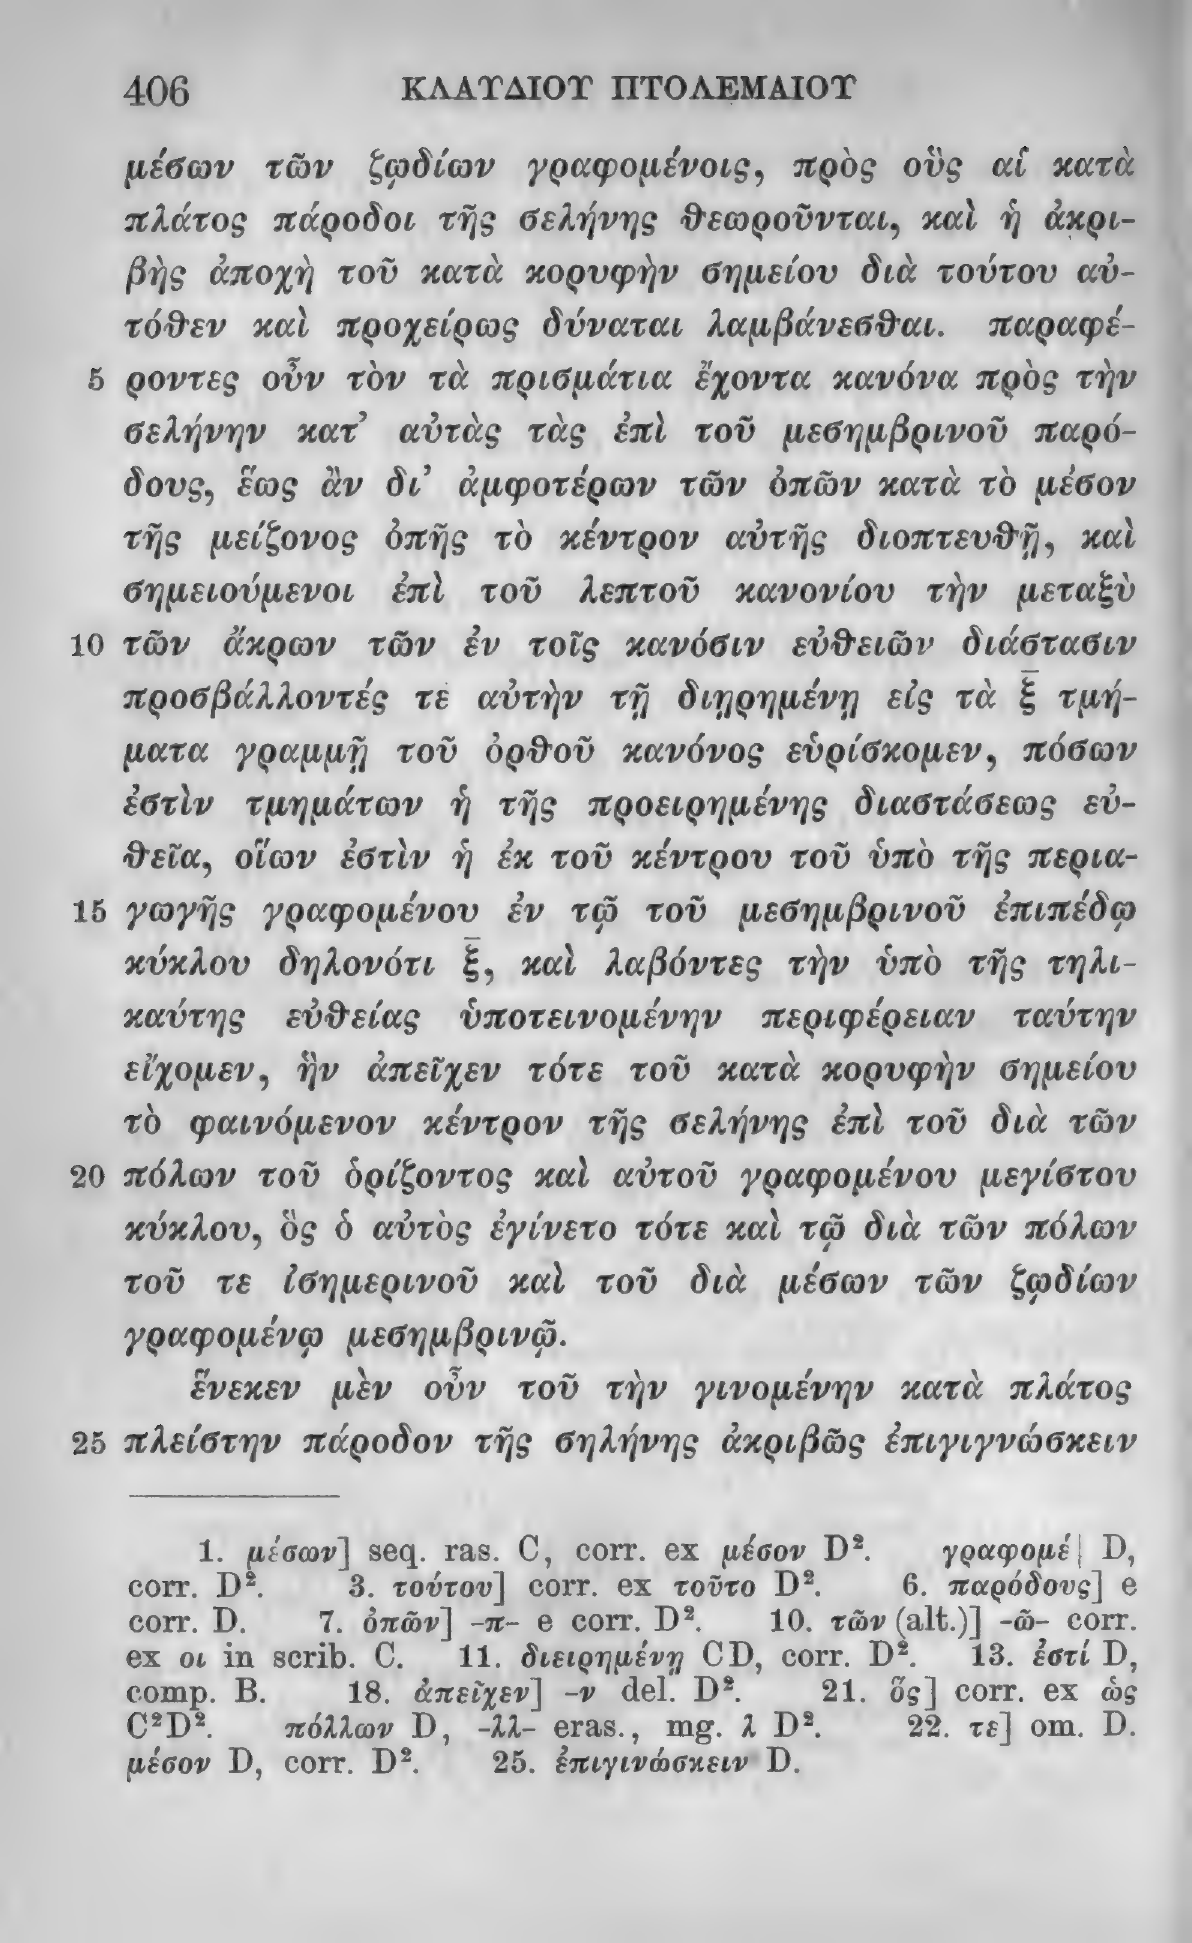 406 ΚΛΑΥΔΙΟΥ ΠΤΟΛΕΜΑΙΟΥ
μέσων τῶν ζῳδίων γραφομένοις, πρὸς οὓς αἱ κατὰ
πλάτος πάροδοι τῆς σελήνης θεωροῦνται, καὶ ἡ ἀκρι-
βὴς ἀποχὴ τοῦ κατὰ κορυφὴν σημείου διὰ τούτου αὐ-
τόθεν καὶ προχείρως δύναται λαμβάνεσθαι. παραφέ-
5 ροντες οὖν τὸν τὰ πρισμάτια ἔχοντα κανόνα πρὸς τὴν
σελήνην κατ’ αὐτὰς τὰς ἐπὶ τοῦ μεσημβρινοῦ παρό-
δους, ἕως ἂν δι’ ἀμφοτέρων τῶν ὀπῶν κατὰ τὸ μέσον
τῆς μείζονος ὀπῆς τὸ κέντρον αὐτῆς διοπτευθῇ, καὶ
σημειούμενοι ἐπὶ τοῦ λεπτοῦ κανονίου τὴν μεταξὺ
10 τῶν ἄκρων τῶν ἐν τοῖς κανόσιν εὐθειῶν διάστασιν
προσβάλλοντές τε αὐτὴν τῇ διῃρημένῃ εἰς τὰ ξ̄ τμή-
ματα γραμμῇ τοῦ ὀρθοῦ κανόνος εὑρίσκομεν, πόσων
ἐστὶν τμημάτων ἡ τῆς προειρημένης διαστάσεως εὐ-
θεῖα, οἵων ἐστὶν ἡ ἐκ τοῦ κέντρου τοῦ ὑπὸ τῆς περια-
15 γωγῆς γραφομένου ἐν τῷ τοῦ μεσημβρινοῦ ἐπιπέδῳ
κύκλου δηλονότι ξ̄, καὶ λαβόντες τὴν ὑπὸ τῆς τηλι-
καύτης εὐθείας ὑποτεινομένην περιφέρειαν ταύτην
εἴχομεν, ἣν ἀπεῖχεν τότε τοῦ κατὰ κορυφὴν σημείου
τὸ φαινόμενον κέντρον τῆς σελήνης ἐπὶ τοῦ διὰ τῶν
20 πόλων τοῦ ὁρίζοντος καὶ αὐτοῦ γραφομένου μεγίστου
κύκλου, ὃς ὁ αὐτὸς ἐγίνετο τότε καὶ τῷ διὰ τῶν πόλων
τοῦ τε ἰσημερινοῦ καὶ τοῦ διὰ μέσων τῶν ζῳδίων
γραφομένῳ μεσημβρινῷ.
ἕνεκεν μὲν οὖν τοῦ τὴν γινομένην κατὰ πλάτος
25 πλείστην πάροδον τῆς σηλήνης ἀκριβῶς ἐπιγιγνώσκειν
1. μέσων] seq. ras. C, corr. ex μέσον D². γραφομέ| D,
corr. D². 3. τούτου] corr. ex τοῦτο D². 6. παρόδους] e
corr. D. 7. ὀπῶν] -π- e corr. D². 10. τῶν (alt.)] -ῶ- corr.
ex οι in scrib. C. 11. διειρημένῃ CD, corr. D². 13. ἐστί D,
comp. B. 18. ἀπεῖχεν] -ν del. D². 21. ὅς] corr. ex ὡς
C²D². πόλλων D, -λλ- eras., mg. λ D². 22. τε] om. D.
μέσον D, corr. D². 25. ἐπιγινώσκειν D.